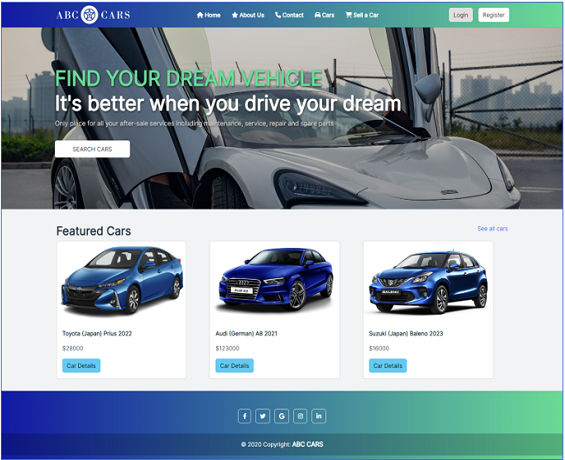 ABC CARS
Home About Us Contact Cars Sell a Car
Login Register
FIND YOUR DREAM VEHICLE
It's better when you drive your dream
Only place for all your after-sale services including maintenance, service, repair and spare parts
SEARCH CARS
Featured Cars
See all cars
Toyota (Japan) Prius 2022
$28000
Car Details
Audi (German) A8 2021
$123000
Car Details
BALENO
Suzuki (Japan) Baleno 2023
$16000
Car Details
© 2020 Copyright: ABC CARS